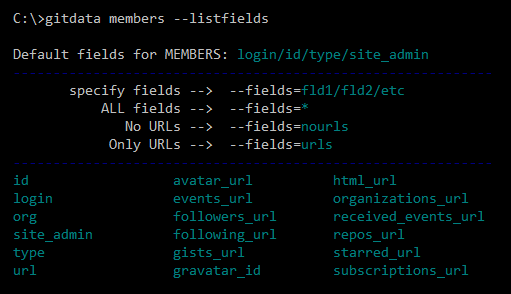 C:\>gitdata members --listfields
Default fields for MEMBERS: login/id/type/site_admin
specify fields --> --fields=fld1/fld2/etc
ALL fields --> --fields=*
No URLs --> --fields=nourls
Only URLs --> --fields=urls
id avatar_url html_url
login events_url organizations_url
org followers_url received_events_url
site_admin following_url repos_url
type gists_url starred_url
url gravatar_id subscriptions_url